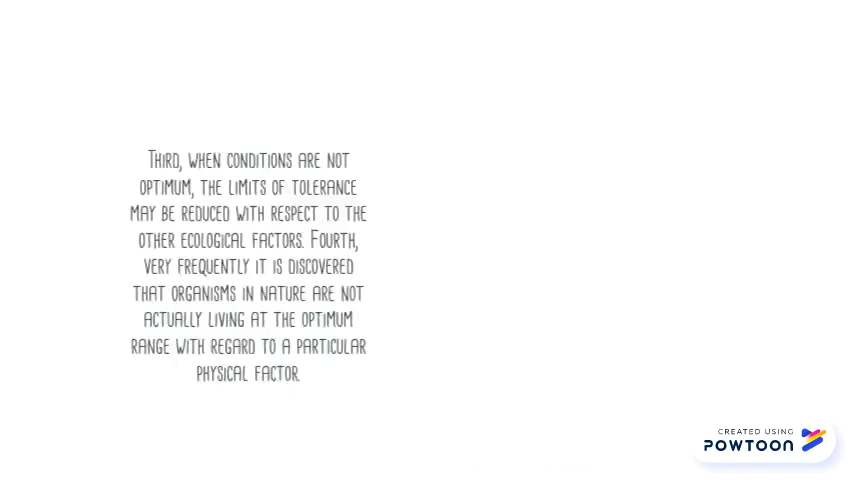 Third, when conditions are not
optimum, the limits of tolerance
may be reduced with respect to the
other ecological factors. Fourth,
very frequently it is discovered
that organisms in nature are not
actually living at the optimum
range with regard to a particular
physical factor.
CREATED USING
POWTOON